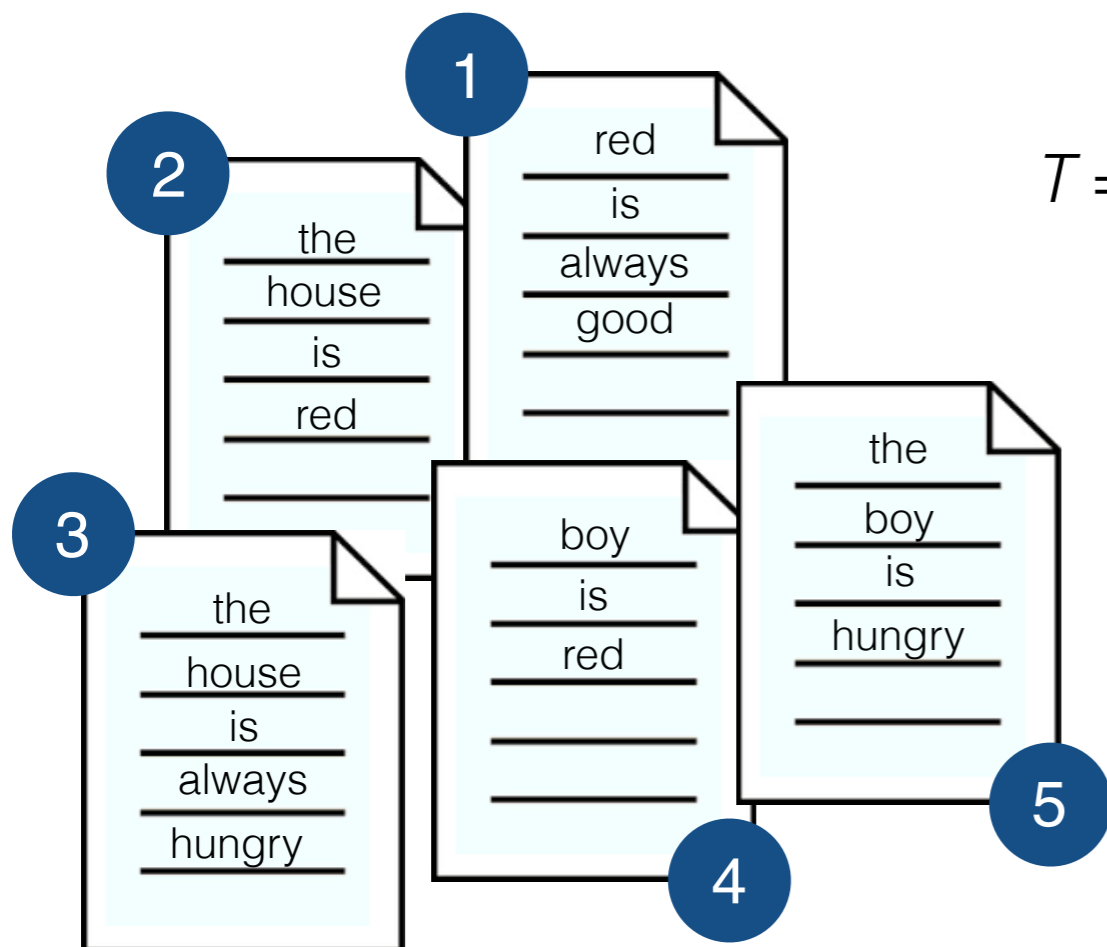 1
red
is
always
good
T =
2
the
house
is
red
3
the
house
is
always
hungry
4
boy
is
red
5
the
boy
is
hungry